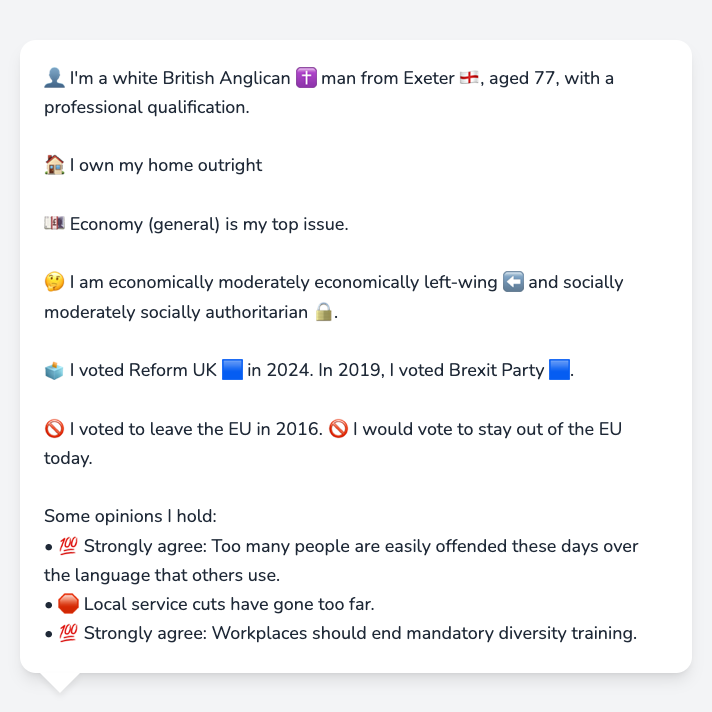 👤 I'm a white British Anglican ✝️ man from Exeter 🏴󠁧󠁢󠁥󠁮󠁧󠁿, aged 77, with a
professional qualification.
🏠 I own my home outright
💷 Economy (general) is my top issue.
🤔 I am economically moderately economically left-wing ⬅️ and socially
moderately socially authoritarian 🔒.
🗳️ I voted Reform UK 🟦 in 2024. In 2019, I voted Brexit Party 🟦.
🚫 I voted to leave the EU in 2016. 🚫 I would vote to stay out of the EU
today.
Some opinions I hold:
• 💯 Strongly agree: Too many people are easily offended these days over
the language that others use.
• 🛑 Local service cuts have gone too far.
• 💯 Strongly agree: Workplaces should end mandatory diversity training.